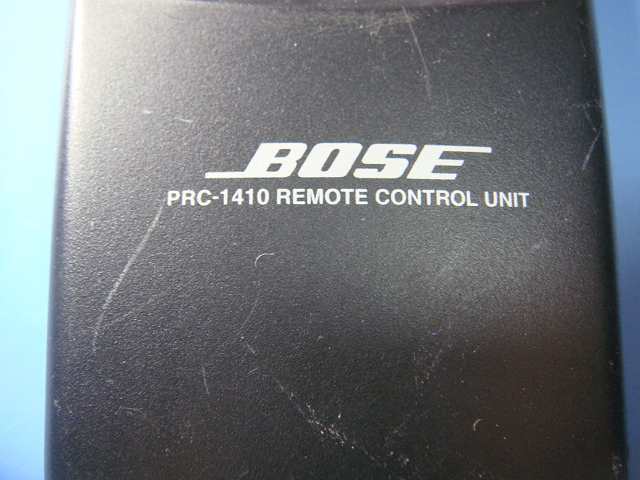 BOSE
PRC-1410 REMOTE CONTROL UNIT